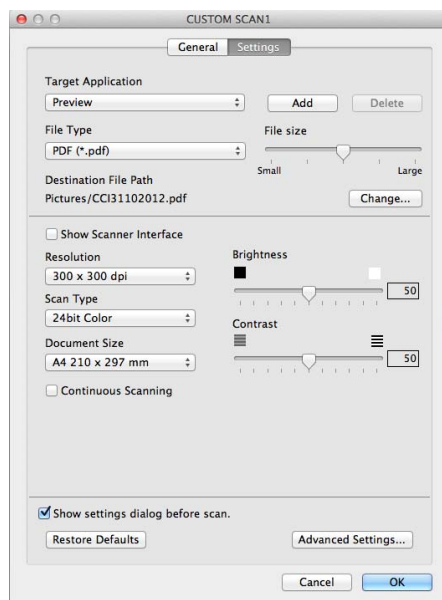 CUSTOM SCAN1
General Settings
Target Application
Preview Add Delete
File Type File size
PDF (*.pdf)
Small Large
Destination File Path
Pictures/CCI31102012.pdf Change...
Show Scanner Interface
Resolution Brightness
300 x 300 dpi 50
Scan Type
24bit Color
Contrast
Document Size
A4 210 x 297 mm 50
Continuous Scanning
Show settings dialog before scan.
Restore Defaults Advanced Settings...
Cancel OK